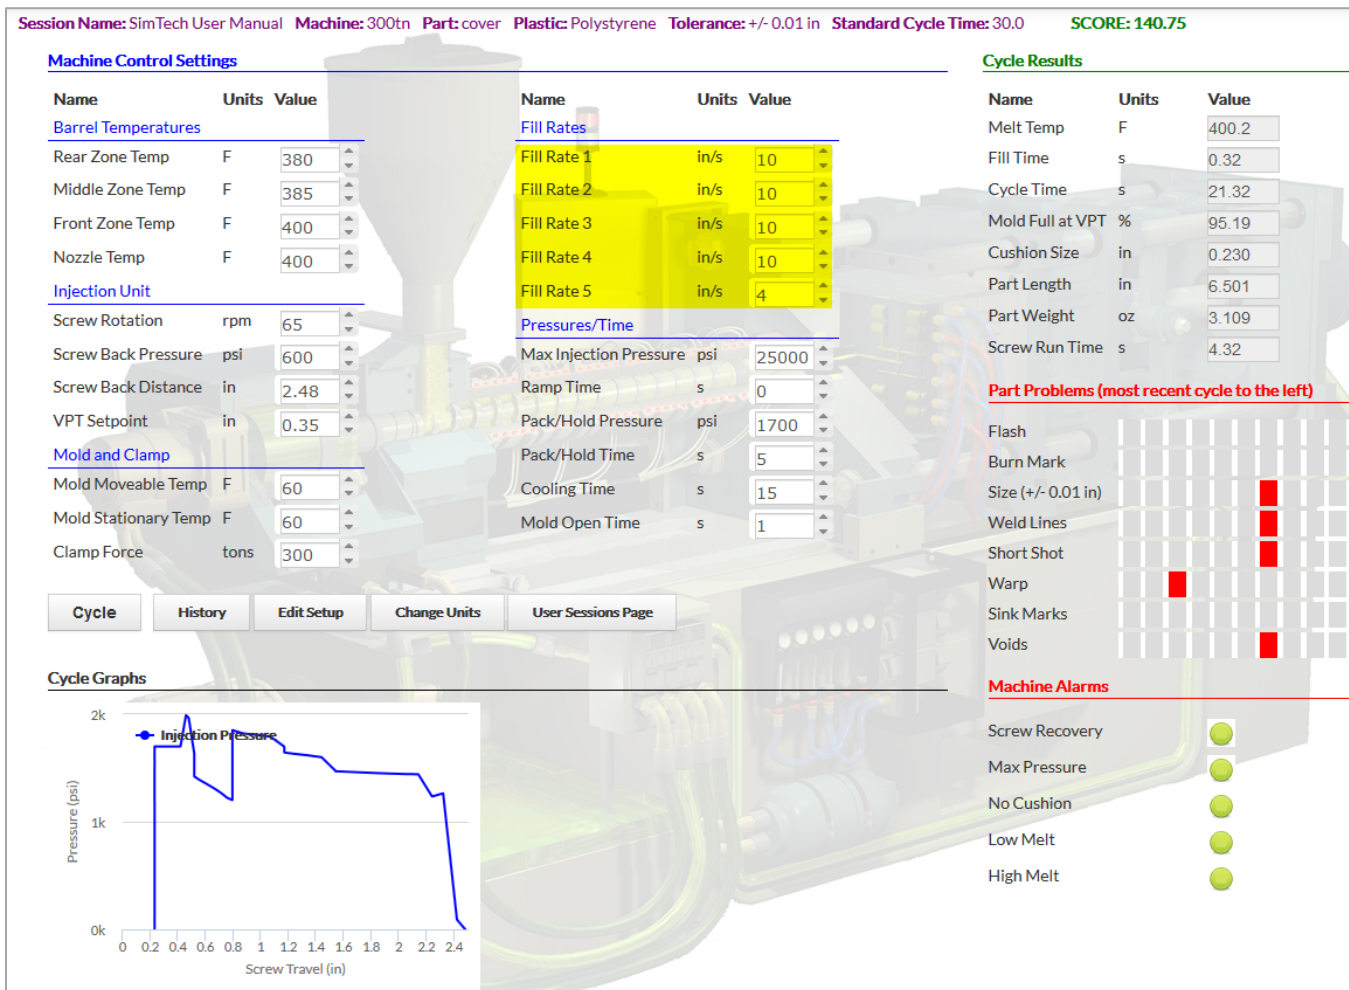 Session Name: SimTech User Manual Machine: 300tn Part: cover Plastic: Polystyrene Tolerance: +/- 0.01 in Standard Cycle Time: 30.0 SCORE: 140.75
Machine Control Settings
Name Units Value
Barrel Temperatures
Rear Zone Temp F 380
Middle Zone Temp F 385
Front Zone Temp F 400
Nozzle Temp F 400
Injection Unit
Screw Rotation rpm 65
Screw Back Pressure psi 600
Screw Back Distance in 2.48
VPT Setpoint in 0.35
Mold and Clamp
Mold Moveable Temp F 60
Mold Stationary Temp F 60
Clamp Force tons 300
Name Units Value
Fill Rates
Fill Rate 1 in/s 10
Fill Rate 2 in/s 10
Fill Rate 3 in/s 10
Fill Rate 4 in/s 10
Fill Rate 5 in/s 4
Pressures/Time
Max Injection Pressure psi 25000
Ramp Time s 0
Pack/Hold Pressure psi 1700
Pack/Hold Time s 5
Cooling Time s 15
Mold Open Time s 1
Cycle History Edit Setup Change Units User Sessions Page
Cycle Graphs
2k
1k
0k
Pressure (psi)
Injection Pressure
0 0.2 0.4 0.6 0.8 1 1.2 1.4 1.6 1.8 2 2.2 2.4
Screw Travel (in)
Cycle Results
Name Units Value
Melt Temp F 400.2
Fill Time s 0.32
Cycle Time s 21.32
Mold Full at VPT % 95.19
Cushion Size in 0.230
Part Length in 6.501
Part Weight oz 3.109
Screw Run Time s 4.32
Part Problems (most recent cycle to the left)
Flash
Burn Mark
Size (+/- 0.01 in)
Weld Lines
Short Shot
Warp
Sink Marks
Voids
Machine Alarms
Screw Recovery
Max Pressure
No Cushion
Low Melt
High Melt